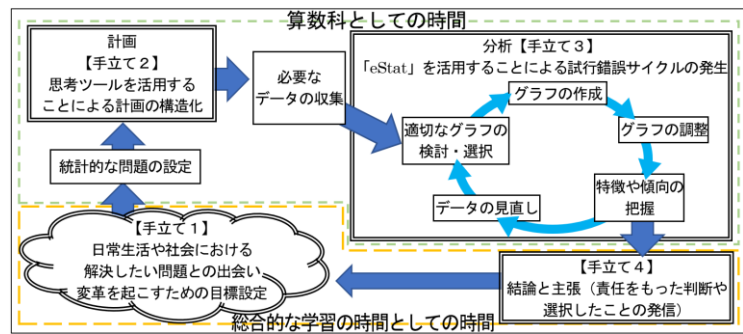 算数科としての時間
計画
【手立て２】
思考ツールを活用する
ことによる計画の構造化
必要な
データの収集
分析【手立て３】
「eStat」を活用することによる試行錯誤サイクルの発生
グラフの作成
適切なグラフの
検討・選択
グラフの調整
特徴や傾向の
把握
データの見直し
統計的な問題の設定
【手立て１】
日常生活や社会における
解決したい問題との出会い
変革を起こすための目標設定
【手立て４】
結論と主張（責任をもった判断や
選択したことの発信）
総合的な学習の時間としての時間